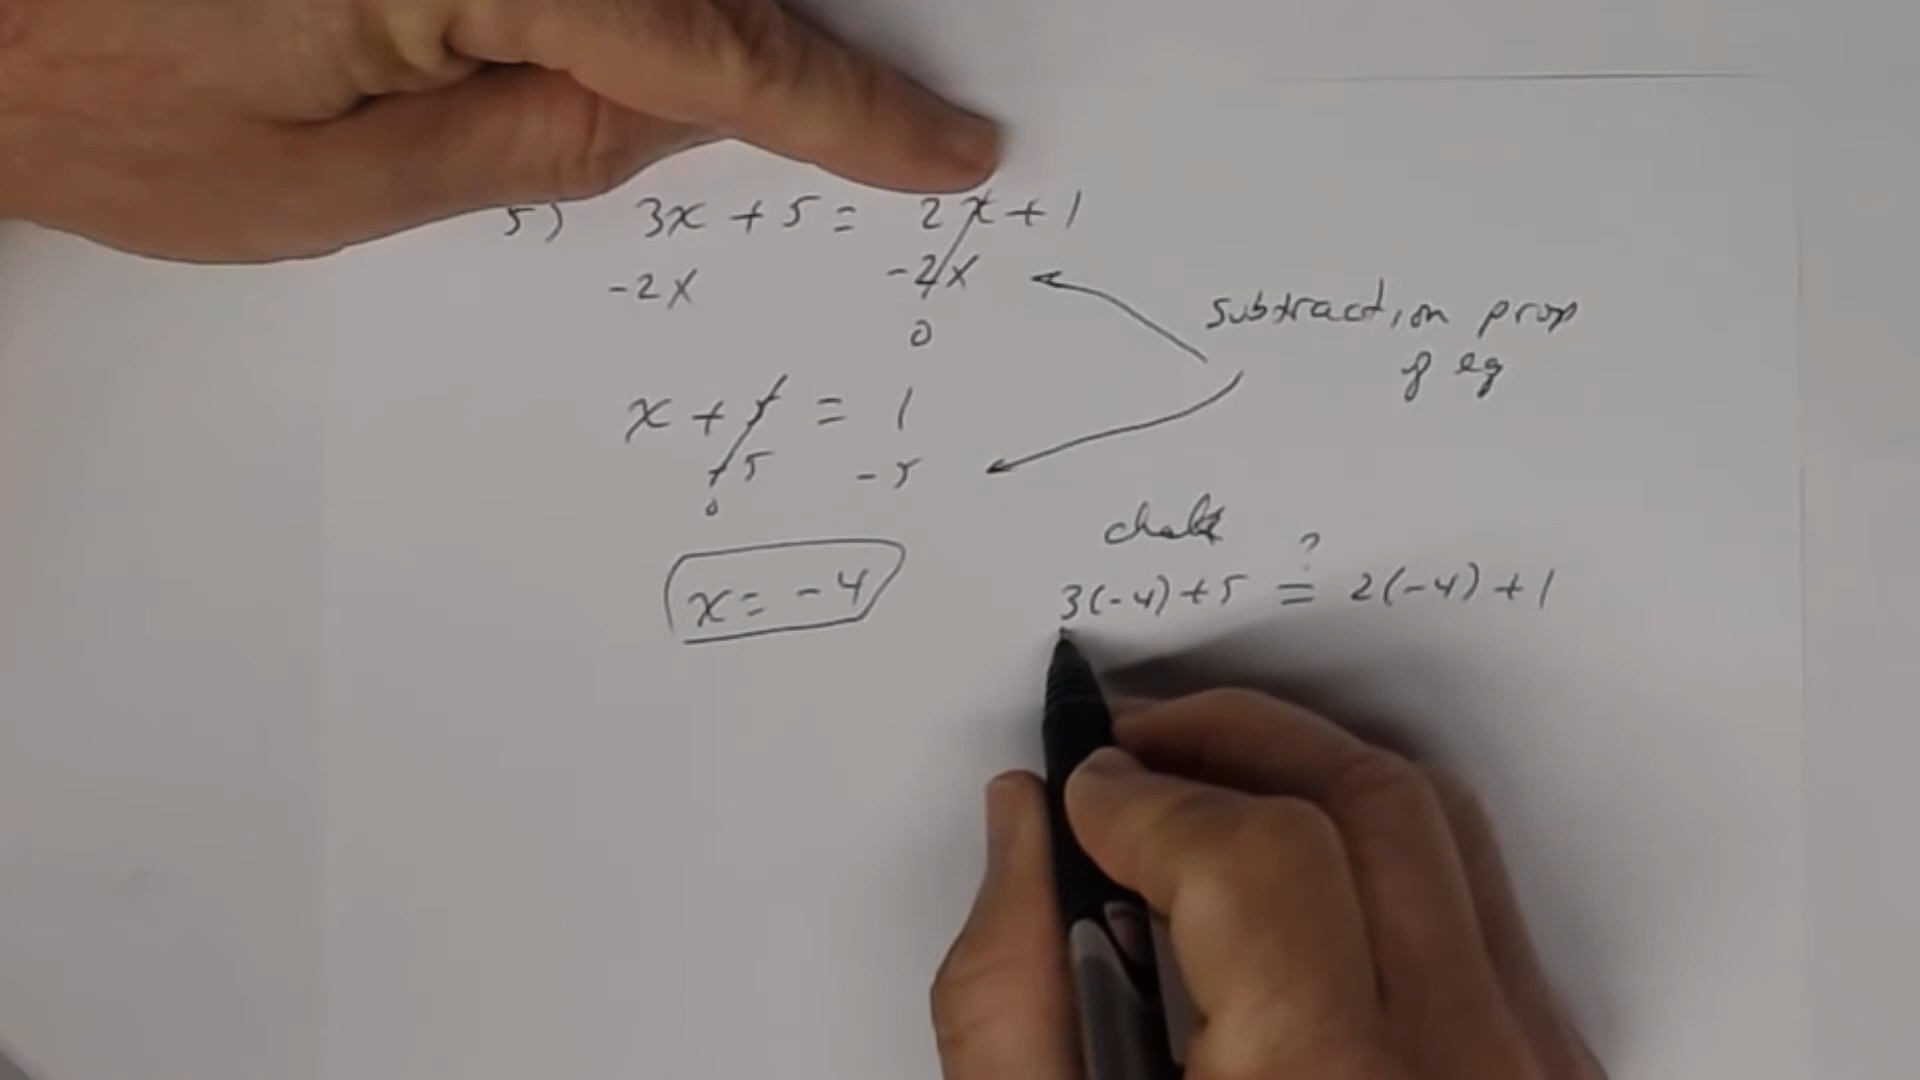 5) 3x + 5 = 2x + 1
-2x -2x
0
subtraction prop
of eq
x + 5 = 1
-5 -5
0
x = -4
check
?
3(-4)+5 = 2(-4)+1